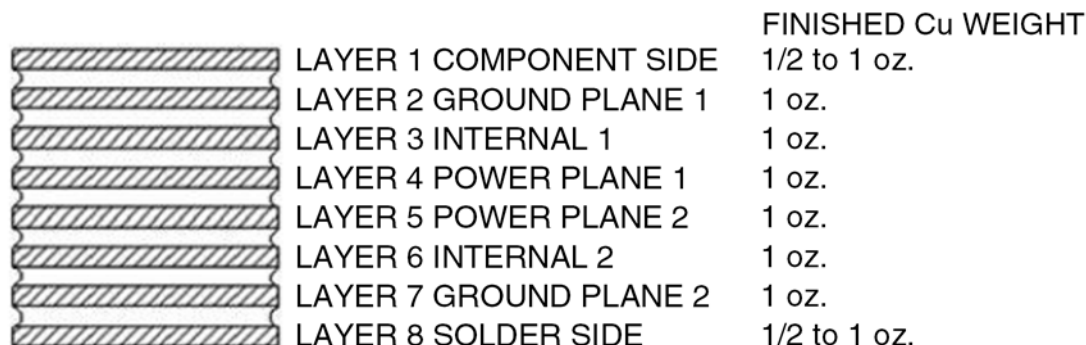 FINISHED Cu WEIGHT
LAYER 1 COMPONENT SIDE 1/2 to 1 oz.
LAYER 2 GROUND PLANE 1 1 oz.
LAYER 3 INTERNAL 1 1 oz.
LAYER 4 POWER PLANE 1 1 oz.
LAYER 5 POWER PLANE 2 1 oz.
LAYER 6 INTERNAL 2 1 oz.
LAYER 7 GROUND PLANE 2 1 oz.
LAYER 8 SOLDER SIDE 1/2 to 1 oz.